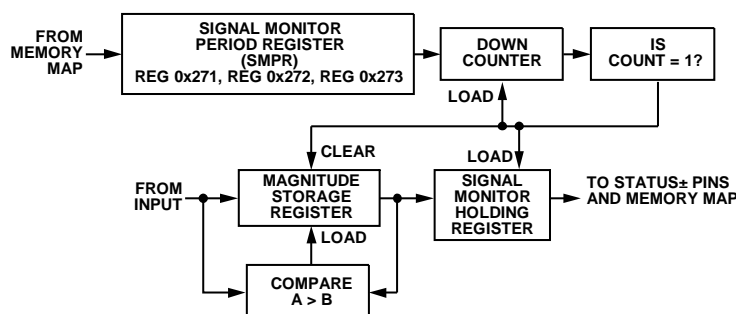 FROM
MEMORY
MAP
SIGNAL MONITOR
PERIOD REGISTER
(SMPR)
REG 0x271, REG 0x272, REG 0x273
DOWN
COUNTER
IS
COUNT = 1?
LOAD
CLEAR
LOAD
FROM
INPUT
MAGNITUDE
STORAGE
REGISTER
SIGNAL
MONITOR
HOLDING
REGISTER
TO STATUS± PINS
AND MEMORY MAP
LOAD
COMPARE
A > B